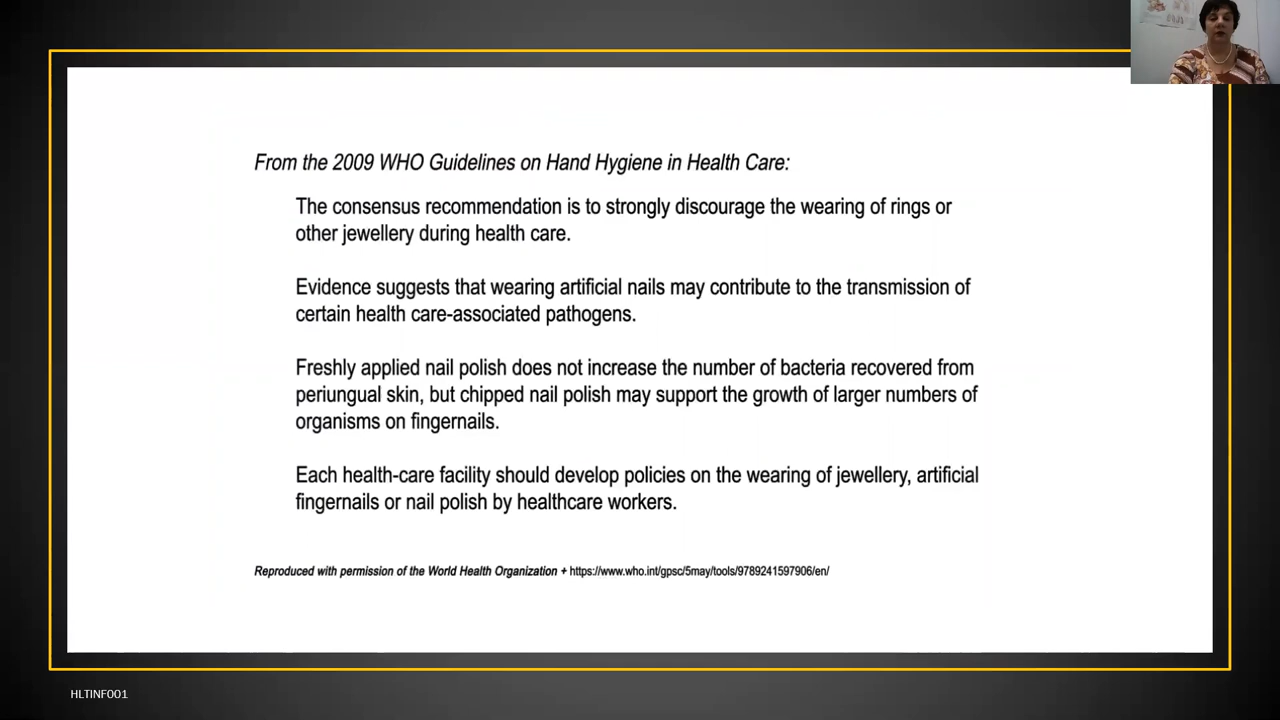 From the 2009 WHO Guidelines on Hand Hygiene in Health Care:
The consensus recommendation is to strongly discourage the wearing of rings or
other jewellery during health care.
Evidence suggests that wearing artificial nails may contribute to the transmission of
certain health care-associated pathogens.
Freshly applied nail polish does not increase the number of bacteria recovered from
periungual skin, but chipped nail polish may support the growth of larger numbers of
organisms on fingernails.
Each health-care facility should develop policies on the wearing of jewellery, artificial
fingernails or nail polish by healthcare workers.
Reproduced with permission of the World Health Organization + https://www.who.int/gpsc/5may/tools/9789241597906/en/
HLTINF001